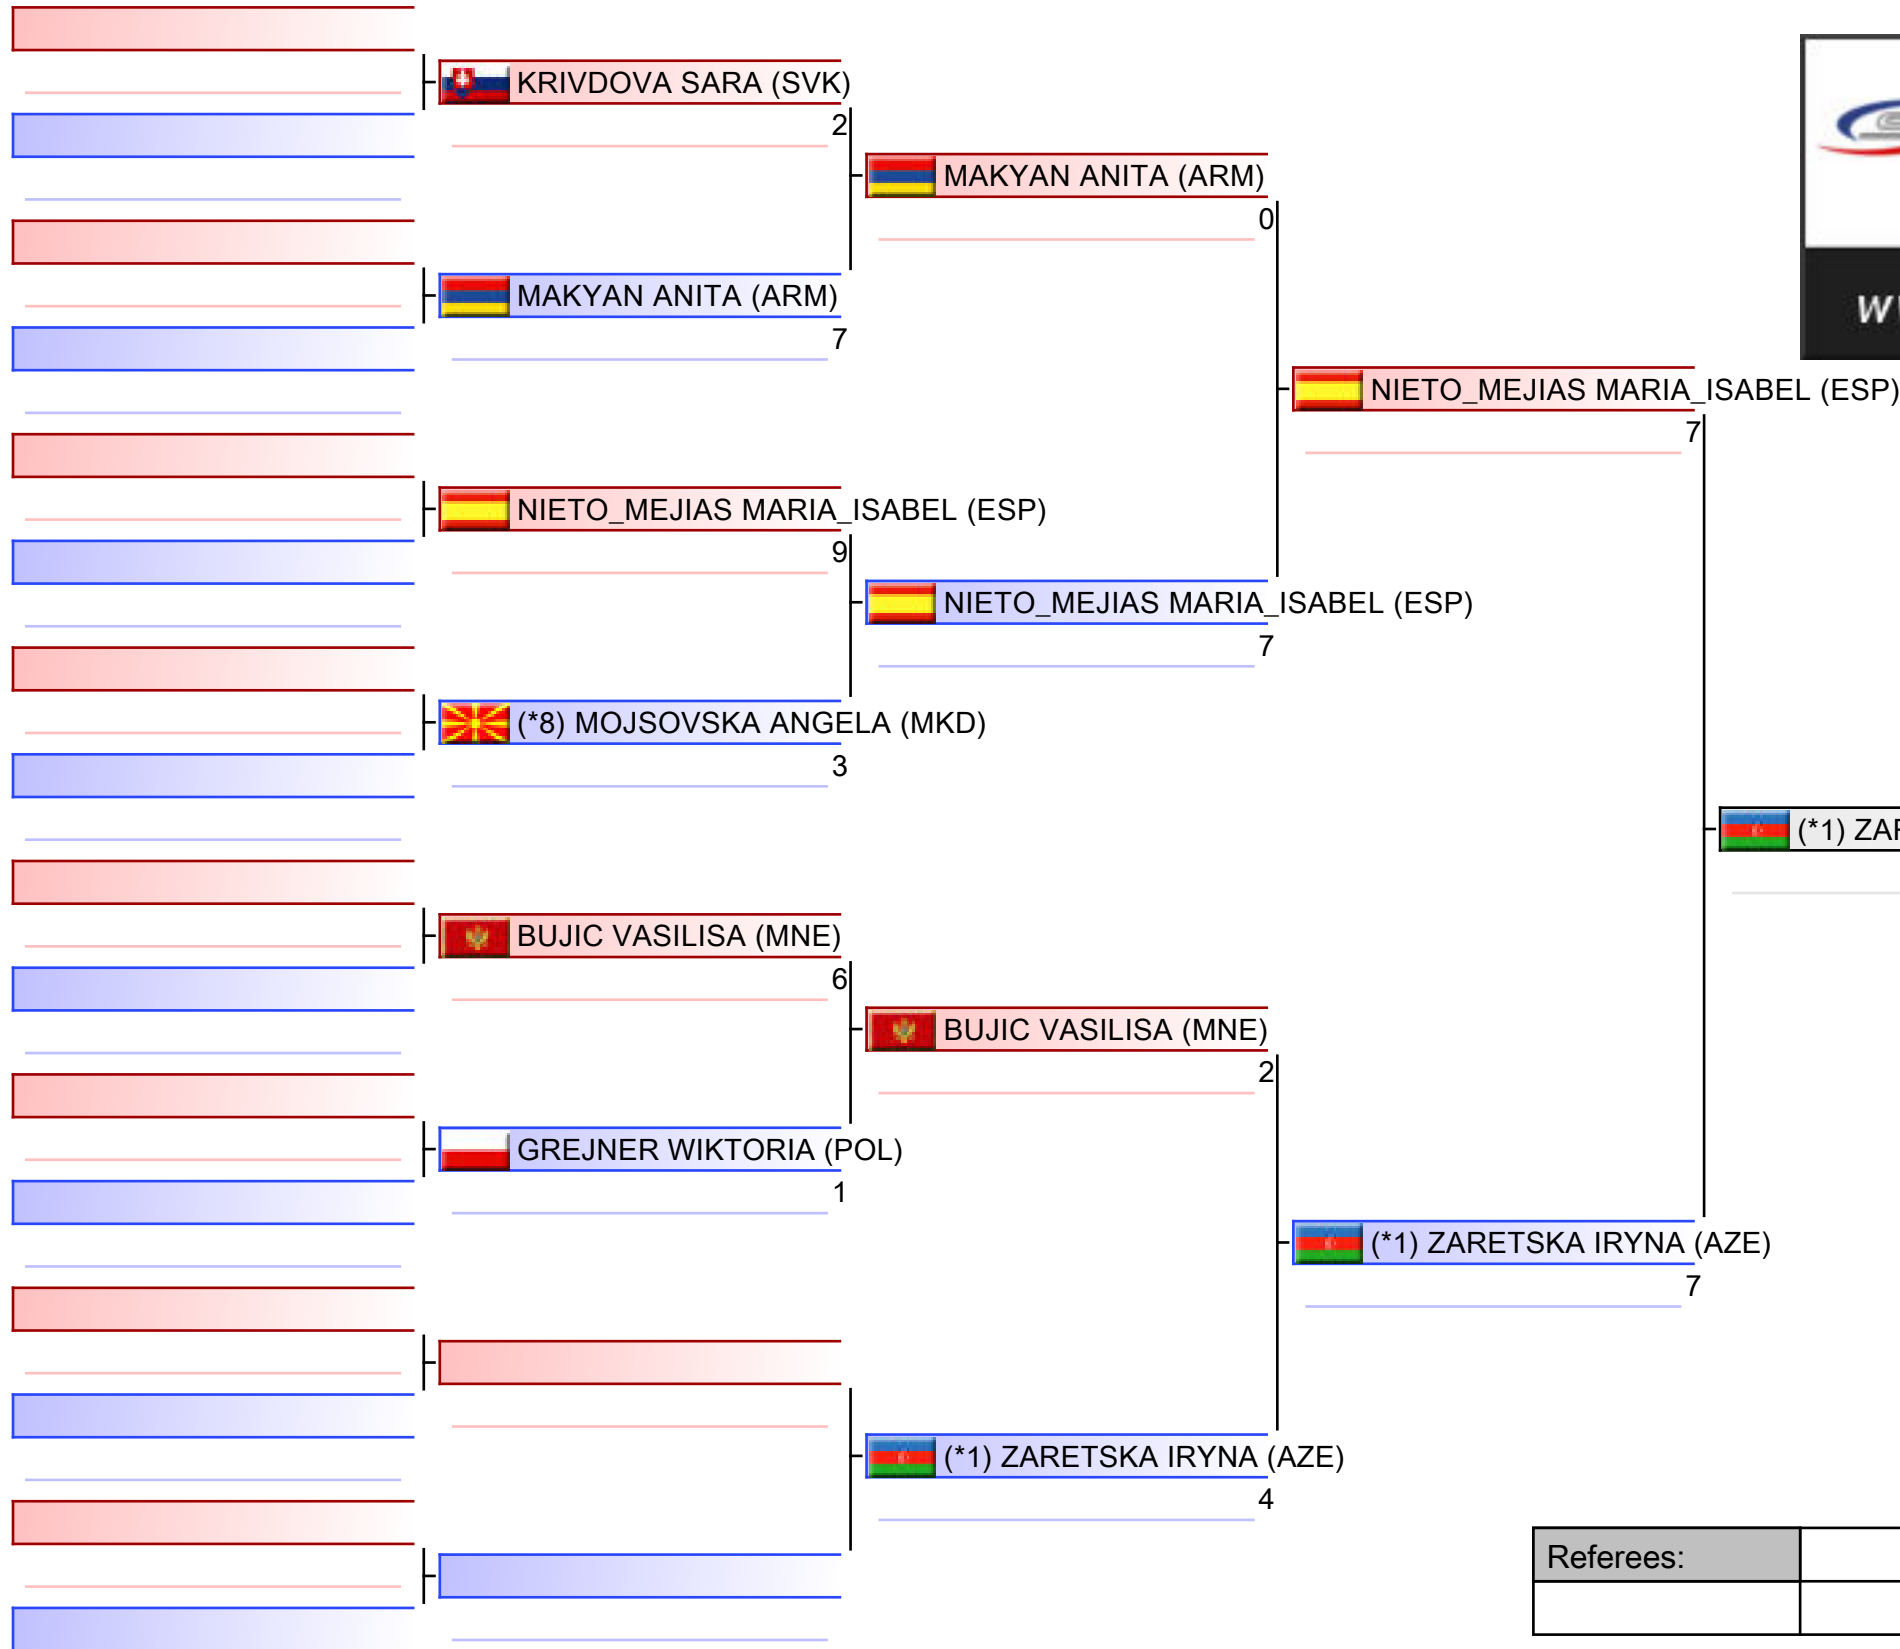 KRIVDOVA SARA (SVK)
2
MAKYAN ANITA (ARM)
0
MAKYAN ANITA (ARM)
7
NIETO_MEJIAS MARIA_ISABEL (ESP)
7
NIETO_MEJIAS MARIA_ISABEL (ESP)
9
NIETO_MEJIAS MARIA_ISABEL (ESP)
7
(*8) MOJSOVSKA ANGELA (MKD)
3
(*1) ZAR
BUJIC VASILISA (MNE)
6
BUJIC VASILISA (MNE)
2
GREJNER WIKTORIA (POL)
1
(*1) ZARETSKA IRYNA (AZE)
7
(*1) ZARETSKA IRYNA (AZE)
4
Referees: